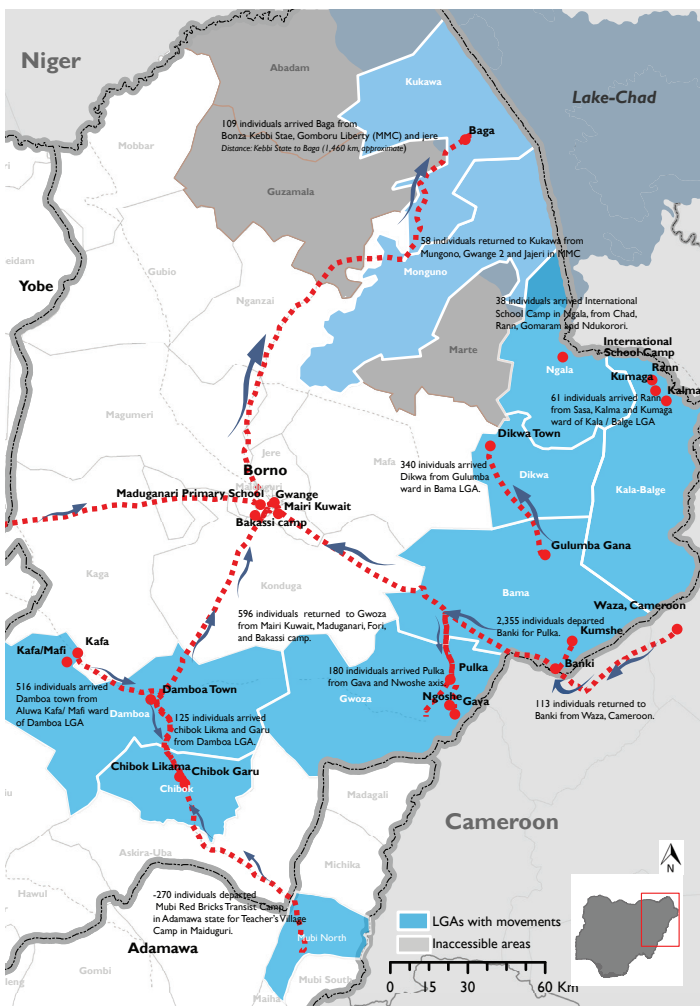 Niger
Abadam
Kukawa
Lake-Chad
109 individuals arrived Baga from
Bonza Kebbi Stae, Gomboru Liberty (MMC) and jere
Distance: Kebbi State to Baga (1,460 km, approximate)
Baga
Mobbar
Guzamala
58 individuals returned to Kukawa from
Mungono, Gwange 2 and Jajeri in MMC
Monguno
Gubio
Yobe
Nganzai
38 individuals arrived International
School Camp in Ngala, from Chad,
Rann, Gomaram and Ndukorori.
Marte
International
School Camp
Ngala
Rann
Kumaga
Kalma
61 individuals arrived Rann
from Sasa, Kalma and Kumaga
ward of Kala / Balge LGA
Magumeri
Dikwa Town
Jere
Borno
Mafa
340 inividuals arrived
Dikwa from Gulumba
ward in Bama LGA.
Dikwa
Kala-Balge
Maduganari Primary School
Gwange
Mairi Kuwait
Bakassi camp
Gulumba Gana
Kaga
Konduga
Bama
Waza, Cameroon
596 individuals returned to Gwoza
from Mairi Kuwait, Maduganari, Fori,
and Bakassi camp.
2,355 individuals departed
Banki for Pulka.
Kumshe
Kafa/Mafi
Kafa
Banki
180 individuals arrived Pulka
from Gava and Nwoshe axis.
Pulka
516 individuals arrived
Damboa town from
Aluwa Kafa/ Mafi ward
of Damboa LGA
Damboa Town
Damboa
Gwoza
Ngoshe
Gava
113 individuals returned to
Banki from Waza, Cameroon.
125 individuals arrived
chibok Likma and Garu
from Damboa LGA.
Chibok Likama
Chibok Garu
Chibok
Madagali
Cameroon
Askira-Uba
Michika
Hawul
-270 individuals departed
Mubi Red Bricks Transist Camp
in Adamawa state for Teacher's Village
Camp in Maiduguri.
Mubi North
Adamawa
Gombi
Mubi South
Maiha
N
LGAs with movements
Inaccessible areas
0 15 30 60 Km